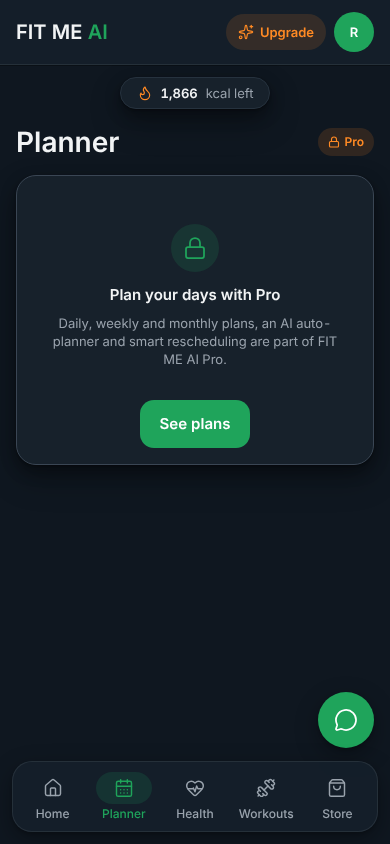 FIT ME AI
Upgrade
R
1,866 kcal left
Planner
Pro
Plan your days with Pro
Daily, weekly and monthly plans, an AI auto-
planner and smart rescheduling are part of FIT
ME AI Pro.
See plans
Home
Planner
Health
Workouts
Store